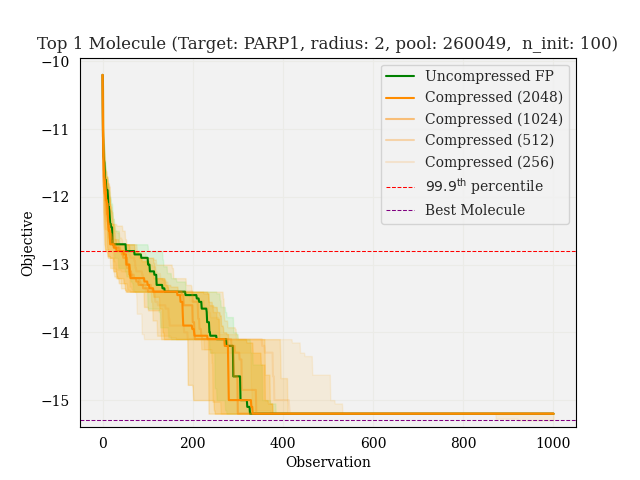 Top 1 Molecule (Target: PARP1, radius: 2, pool: 260049,  n_init: 100)
Uncompressed FP
Compressed (2048)
Compressed (1024)
Compressed (512)
Compressed (256)
99.9th percentile
Best Molecule
Objective
−10
−11
−12
−13
−14
−15
0
200
400
600
800
1000
Observation